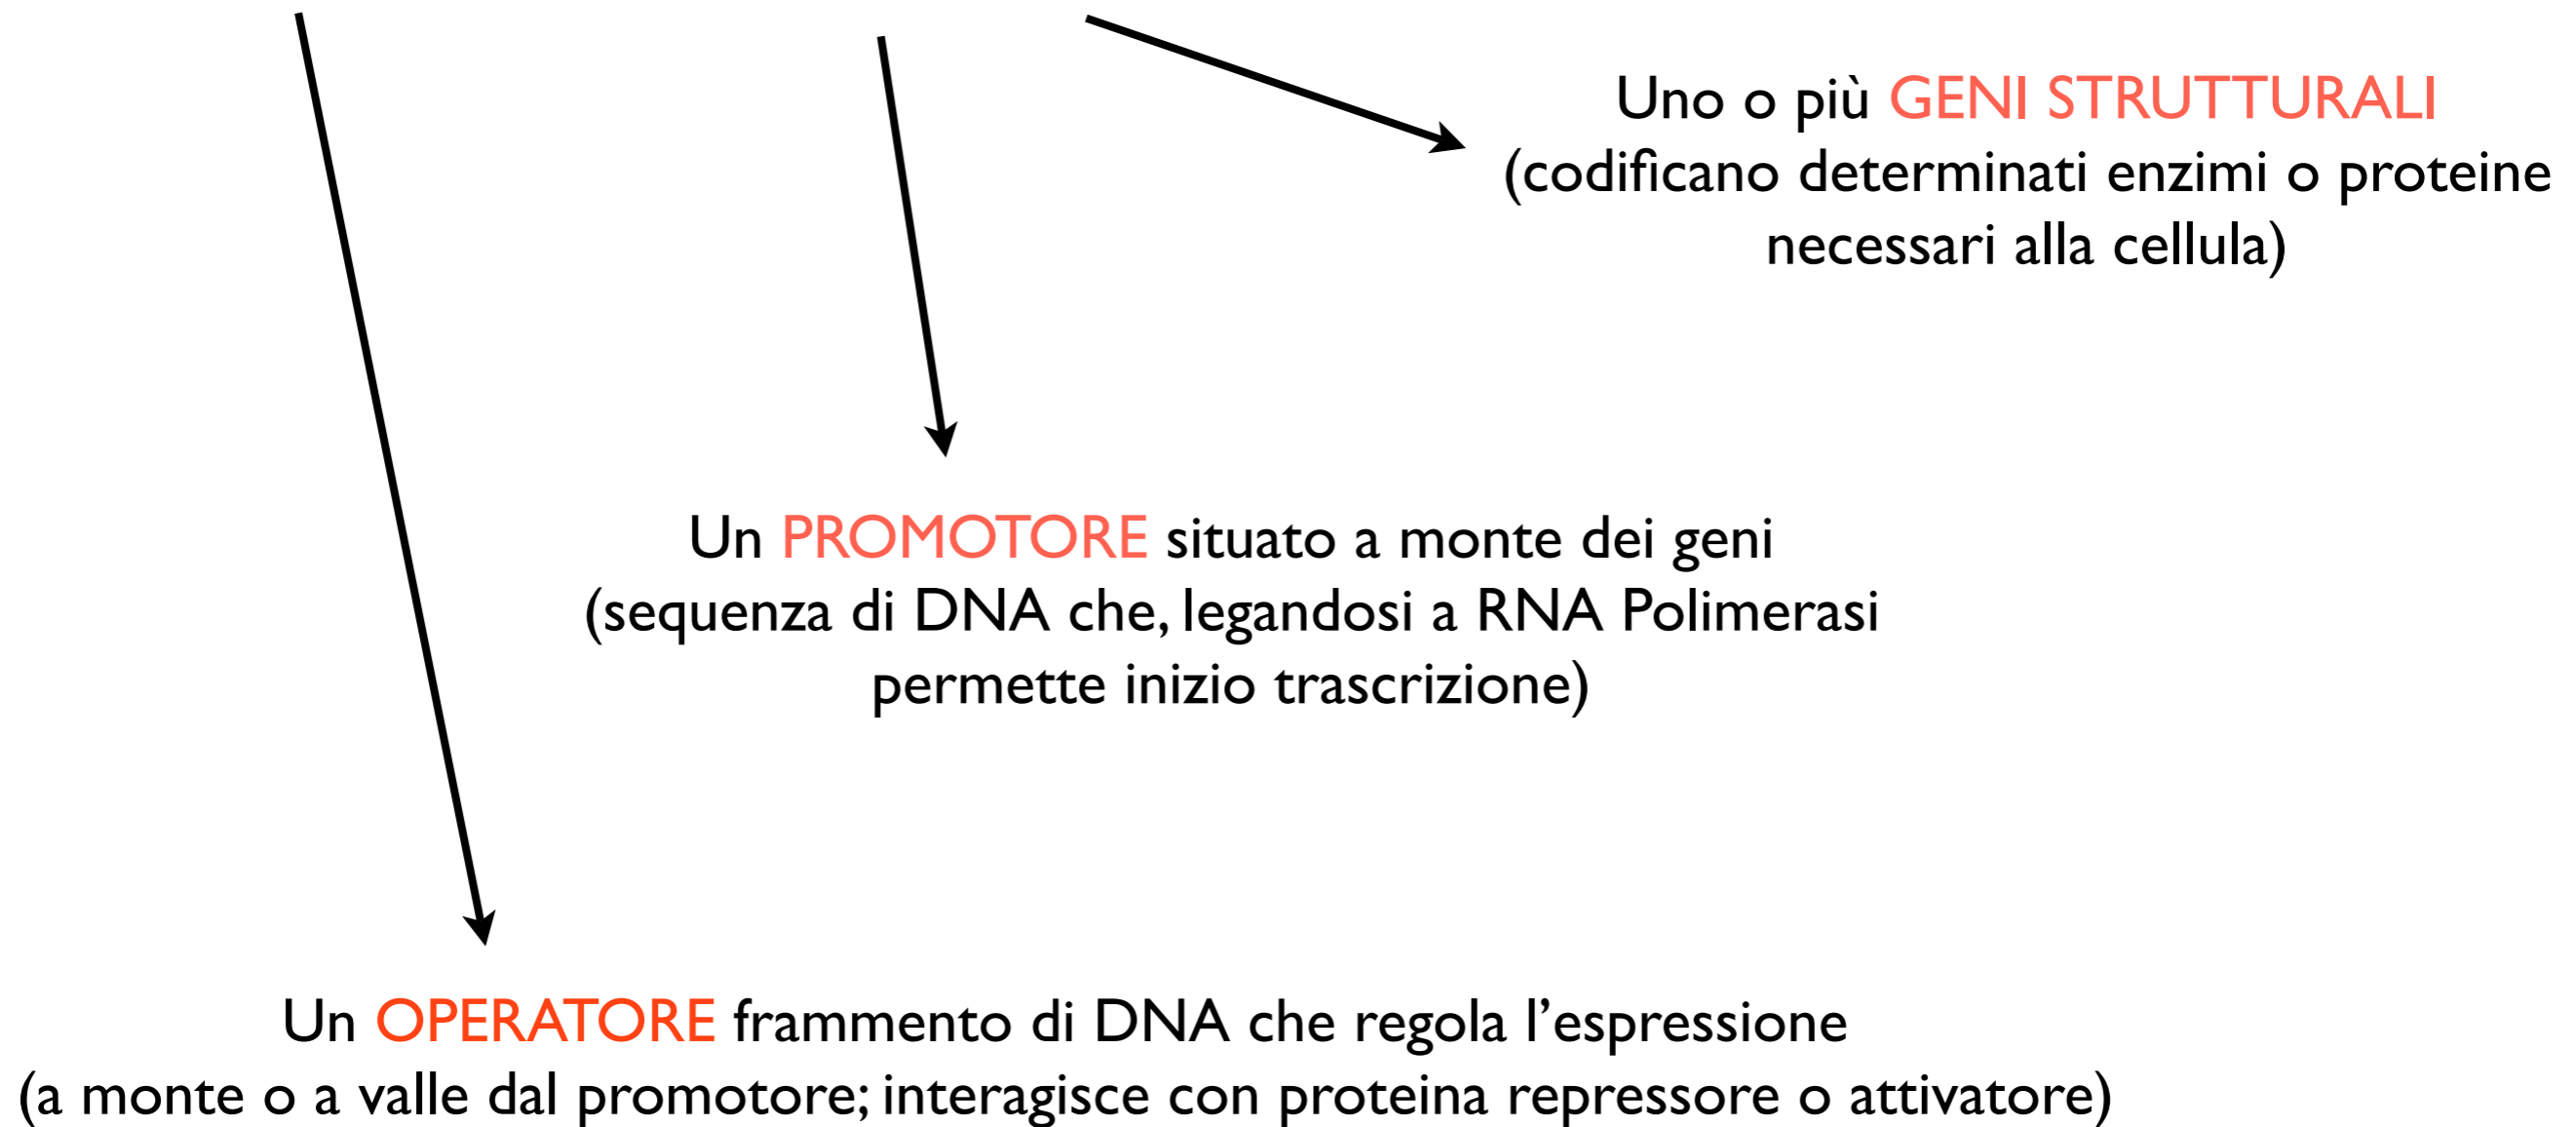 Uno o più GENI STRUTTURALI
(codificano determinati enzimi o proteine
necessari alla cellula)
Un PROMOTORE situato a monte dei geni
(sequenza di DNA che, legandosi a RNA Polimerasi
permette inizio trascrizione)
Un OPERATORE frammento di DNA che regola l’espressione
(a monte o a valle dal promotore; interagisce con proteina repressore o attivatore)